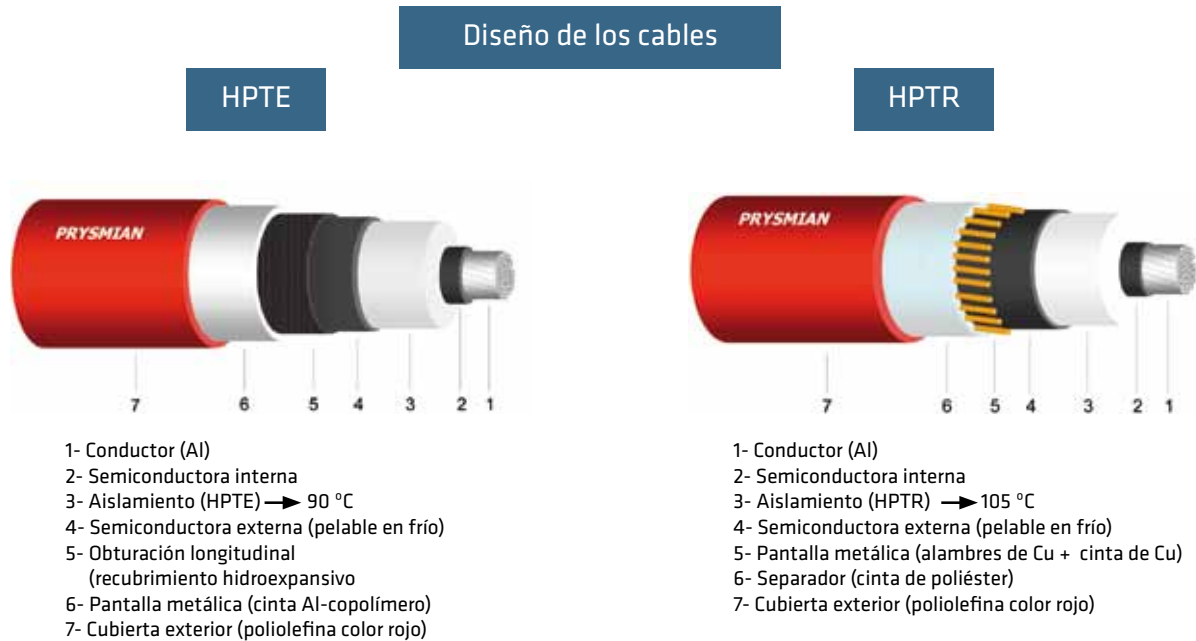 Diseño de los cables
HPTE
HPTR
PRYSMIAN
7 6 5 4 3 2 1
1- Conductor (Al)
2- Semiconductora interna
3- Aislamiento (HPTE) → 90 ºC
4- Semiconductora externa (pelable en frío)
5- Obturación longitudinal
(recubrimiento hidroexpansivo
6- Pantalla metálica (cinta Al-copolímero)
7- Cubierta exterior (poliolefina color rojo)
PRYSMIAN
7 6 5 4 3 2 1
1- Conductor (Al)
2- Semiconductora interna
3- Aislamiento (HPTR) → 105 ºC
4- Semiconductora externa (pelable en frío)
5- Pantalla metálica (alambres de Cu + cinta de Cu)
6- Separador (cinta de poliéster)
7- Cubierta exterior (poliolefina color rojo)